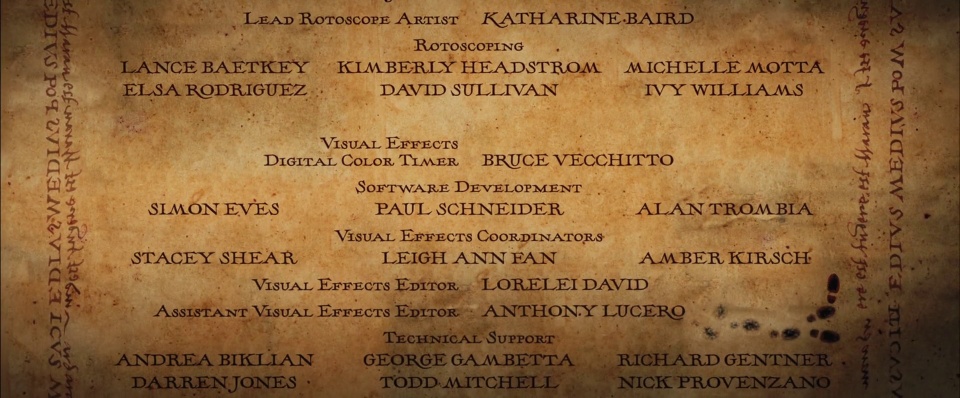 Lead Rotoscope Artist KATHARINE BAIRD
Rotoscoping
LANCE BAETKEY KIMBERLY HEADSTROM MICHELLE MOTTA
ELSA RODRIGUEZ DAVID SULLIVAN IVY WILLIAMS
Visual Effects
Digital Color Timer BRUCE VECCHITTO
Software Development
SIMON EVES PAUL SCHNEIDER ALAN TROMBIA
Visual Effects Coordinators
STACEY SHEAR LEIGH ANN FAN AMBER KIRSCH
Visual Effects Editor LORELEI DAVID
Assistant Visual Effects Editor ANTHONY LUCERO
Technical Support
ANDREA BIKLIAN GEORGE GAMBETTA RICHARD GENTNER
DARREN JONES TODD MITCHELL NICK PROVENZANO